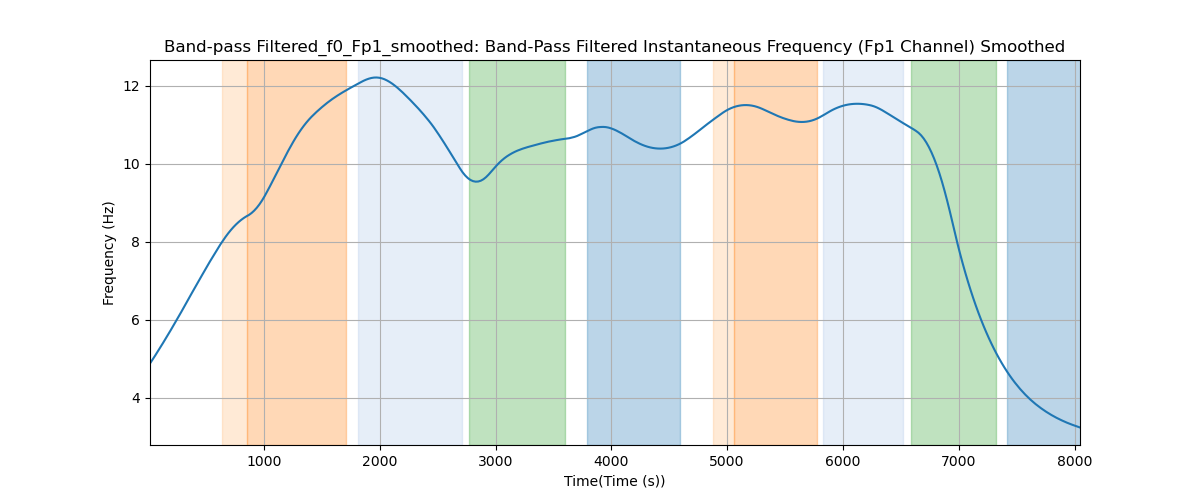 Band-pass Filtered_f0_Fp1_smoothed: Band-Pass Filtered Instantaneous Frequency (Fp1 Channel) Smoothed
12
10
8
6
4
Frequency (Hz)
1000 2000 3000 4000 5000 6000 7000 8000
Time(Time (s))